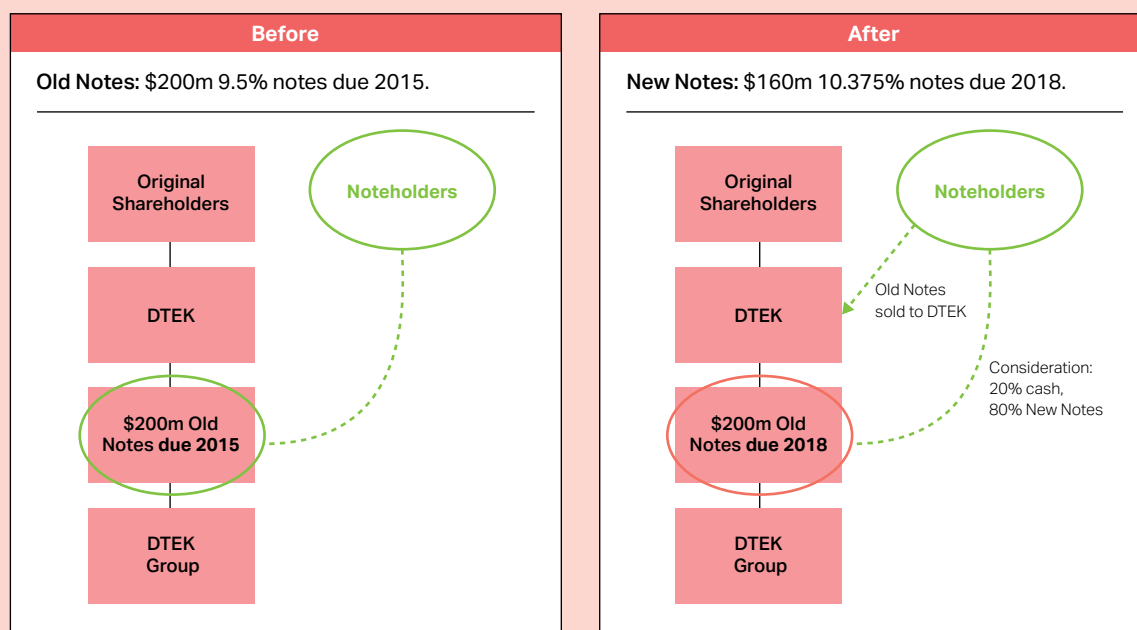 Before
Old Notes: $200m 9.5% notes due 2015.
Original
Shareholders
Noteholders
DTEK
$200m Old
Notes due 2015
DTEK
Group
After
New Notes: $160m 10.375% notes due 2018.
Original
Shareholders
Noteholders
DTEK
Old Notes
sold to DTEK
Consideration:
20% cash,
80% New Notes
$200m Old
Notes due 2018
DTEK
Group